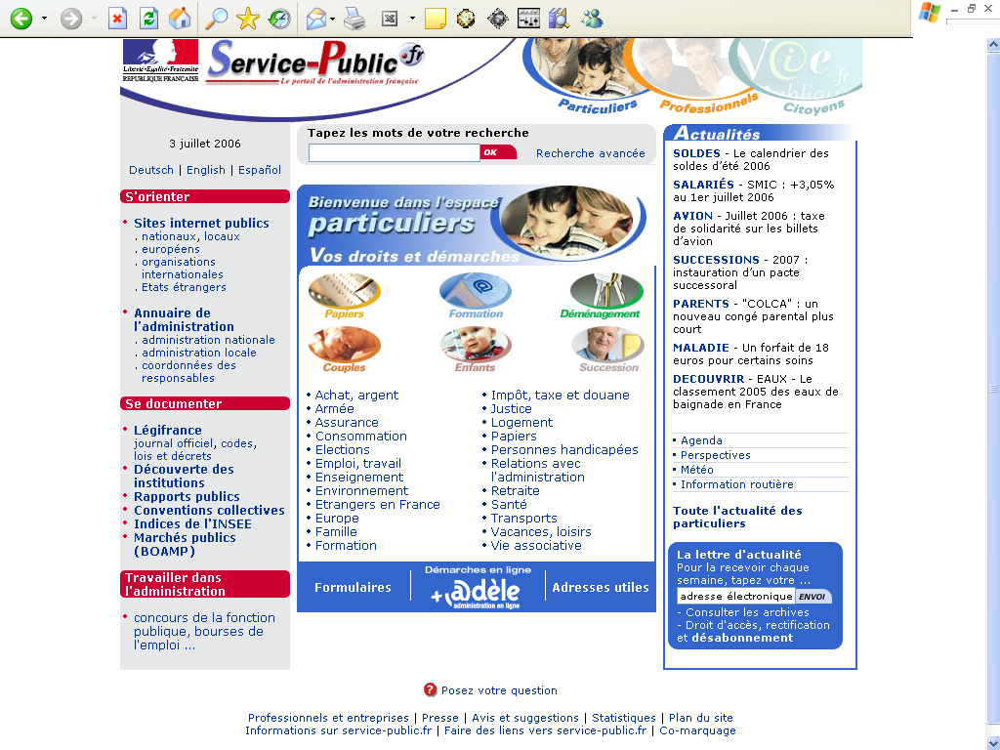 Liberté • Égalité • Fraternité
RÉPUBLIQUE FRANÇAISE
Service-Public.fr
Le portail de l'administration française
Particuliers
Professionnels
Vie
Publique
Citoyens
3 juillet 2006
Deutsch | English | Español
S'orienter
• Sites internet publics
. nationaux, locaux
. européens
. organisations
internationales
. Etats étrangers
• Annuaire de
l'administration
. administration nationale
. administration locale
. coordonnées des
responsables
Se documenter
• Légifrance
journal officiel, codes,
lois et décrets
• Découverte des
institutions
• Rapports publics
• Conventions collectives
• Indices de l'INSEE
• Marchés publics
(BOAMP)
Travailler dans
l'administration
• concours de la fonction
publique, bourses de
l'emploi ...
Tapez les mots de votre recherche
OK
Recherche avancée
Bienvenue dans l'espace
particuliers
Vos droits et démarches
Papiers
Formation
Déménagement
Couples
Enfants
Succession
• Achat, argent
• Armée
• Assurance
• Consommation
• Elections
• Emploi, travail
• Enseignement
• Environnement
• Etrangers en France
• Europe
• Famille
• Formation
• Impôt, taxe et douane
• Justice
• Logement
• Papiers
• Personnes handicapées
• Relations avec
l'administration
• Retraite
• Santé
• Transports
• Vacances, loisirs
• Vie associative
Formulaires
Démarches en ligne
+ @dèle
administration en ligne
Adresses utiles
Actualités
SOLDES - Le calendrier des
soldes d'été 2006
SALARIÉS - SMIC : +3,05%
au 1er juillet 2006
AVION - Juillet 2006 : taxe
de solidarité sur les billets
d'avion
SUCCESSIONS - 2007 :
instauration d'un pacte
successoral
PARENTS - "COLCA" : un
nouveau congé parental plus
court
MALADIE - Un forfait de 18
euros pour certains soins
DECOUVRIR - EAUX - Le
classement 2005 des eaux de
baignade en France
• Agenda
• Perspectives
• Météo
• Information routière
Toute l'actualité des
particuliers
La lettre d'actualité
Pour la recevoir chaque
semaine, tapez votre ...
adresse électronique ENVOI
- Consulter les archives
- Droit d'accès, rectification
et désabonnement
? Posez votre question
Professionnels et entreprises | Presse | Avis et suggestions | Statistiques | Plan du site
Informations sur service-public.fr | Faire des liens vers service-public.fr | Co-marquage